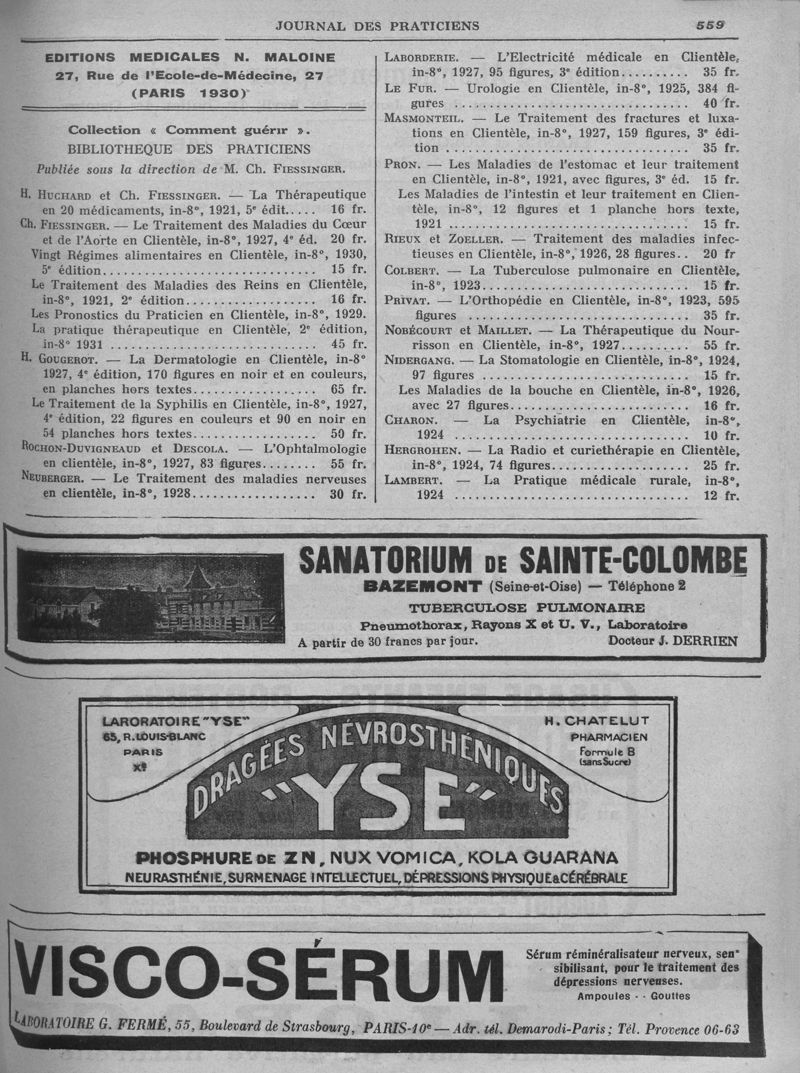 JOURNAL DES PRATICIENS
559
EDITIONS MEDICALES N. MALOINE
27, Rue de l'Ecole-de-Médecine, 27
(PARIS 1930)
Collection « Comment guérir ».
BIBLIOTHEQUE DES PRATICIENS
Publiée sous la direction de M. Ch. FIESSINGER.
H. HUCHARD et Ch. FIESSINGER. — La Thérapeutique
en 20 médicaments, in-8°, 1921, 5e édit..... 16 fr.
Ch. FIESSINGER. — Le Traitement des Maladies du Cœur
et de l'Aorte en Clientèle, in-8°, 1927, 4e éd. 20 fr.
Vingt Régimes alimentaires en Clientèle, in-8°, 1930,
5e édition.............................. 15 fr.
Le Traitement des Maladies des Reins en Clientèle,
in-8°, 1921, 2e édition.................... 16 fr.
Les Pronostics du Praticien en Clientèle, in-8°, 1929.
La pratique thérapeutique en Clientèle, 2e édition,
in-8° 1931 .............................. 45 fr.
H. GOUGEROT. — La Dermatologie en Clientèle, in-8°
1927, 4e édition, 170 figures en noir et en couleurs,
en planches hors textes.................. 65 fr.
Le Traitement de la Syphilis en Clientèle, in-8°, 1927,
4e édition, 22 figures en couleurs et 90 en noir en
54 planches hors textes.................. 50 fr.
ROCHON-DUVIGNEAUD et DESCOLA. — L'Ophtalmologie
en clientèle, in-8°, 1927, 83 figures........ 55 fr.
NEUBERGER. — Le Traitement des maladies nerveuses
en clientèle, in-8°, 1928.................. 30 fr.
LABORDERIE. — L'Electricité médicale en Clientèle,
in-8°, 1927, 95 figures, 3e édition.......... 35 fr.
LE FUR. — Urologie en Clientèle, in-8°, 1925, 384 fi-
gures .................................. 40 fr.
MASMONTEIL. — Le Traitement des fractures et luxa-
tions en Clientèle, in-8°, 1927, 159 figures, 3e édi-
tion .................................... 35 fr.
PRON. — Les Maladies de l'estomac et leur traitement
en Clientèle, in-8°, 1921, avec figures, 3e éd. 15 fr.
Les Maladies de l'intestin et leur traitement en Clien-
tèle, in-8°, 12 figures et 1 planche hors texte,
1921 .................................... 15 fr.
RIEUX et ZOELLER. — Traitement des maladies infec-
tieuses en Clientèle, in-8°, 1926, 28 figures.. 20 fr
COLBERT. — La Tuberculose pulmonaire en Clientèle,
in-8°, 1923.............................. 15 fr.
PRIVAT. — L'Orthopédie en Clientèle, in-8°, 1923, 595
figures ................................ 35 fr.
NOBÉCOURT et MAILLET. — La Thérapeutique du Nour-
risson en Clientèle, in-8°, 1927.......... 55 fr.
NIDERGANG. — La Stomatologie en Clientèle, in-8°, 1924,
97 figures .............................. 15 fr.
Les Maladies de la bouche en Clientèle, in-8°, 1926,
avec 27 figures.......................... 16 fr.
CHARON. — La Psychiatrie en Clientèle, in-8°,
1924 .................................. 10 fr.
HERGROHEN. — La Radio et curiethérapie en Clientèle,
in-8°, 1924, 74 figures.................... 25 fr.
LAMBERT. — La Pratique médicale rurale, in-8°,
1924 .................................. 12 fr.
SANATORIUM DE SAINTE-COLOMBE
BAZEMONT (Seine-et-Oise) — Téléphone 2
TUBERCULOSE PULMONAIRE
Pneumothorax, Rayons X et U. V., Laboratoire
A partir de 30 francs par jour. Docteur J. DERRIEN
LARORATOIRE "YSE"
65, R. LOUIS-BLANC
PARIS
Xe
H. CHATELUT
PHARMACIEN
Formule B
(sans Sucre)
DRAGÉES NÉVROSTHÉNIQUES
"YSE"
PHOSPHURE DE ZN, NUX VOMICA, KOLA GUARANA
NEURASTHÉNIE, SURMENAGE INTELLECTUEL, DÉPRESSIONS PHYSIQUE & CÉRÉBRALE
VISCO-SÉRUM
Sérum réminéralisateur nerveux, sen-
sibilisant, pour le traitement des
dépressions nerveuses.
Ampoules - - Gouttes
LABORATOIRE G. FERMÉ, 55, Boulevard de Strasbourg, PARIS-10e — Adr. tél. Demarodi-Paris; Tél. Provence 06-63